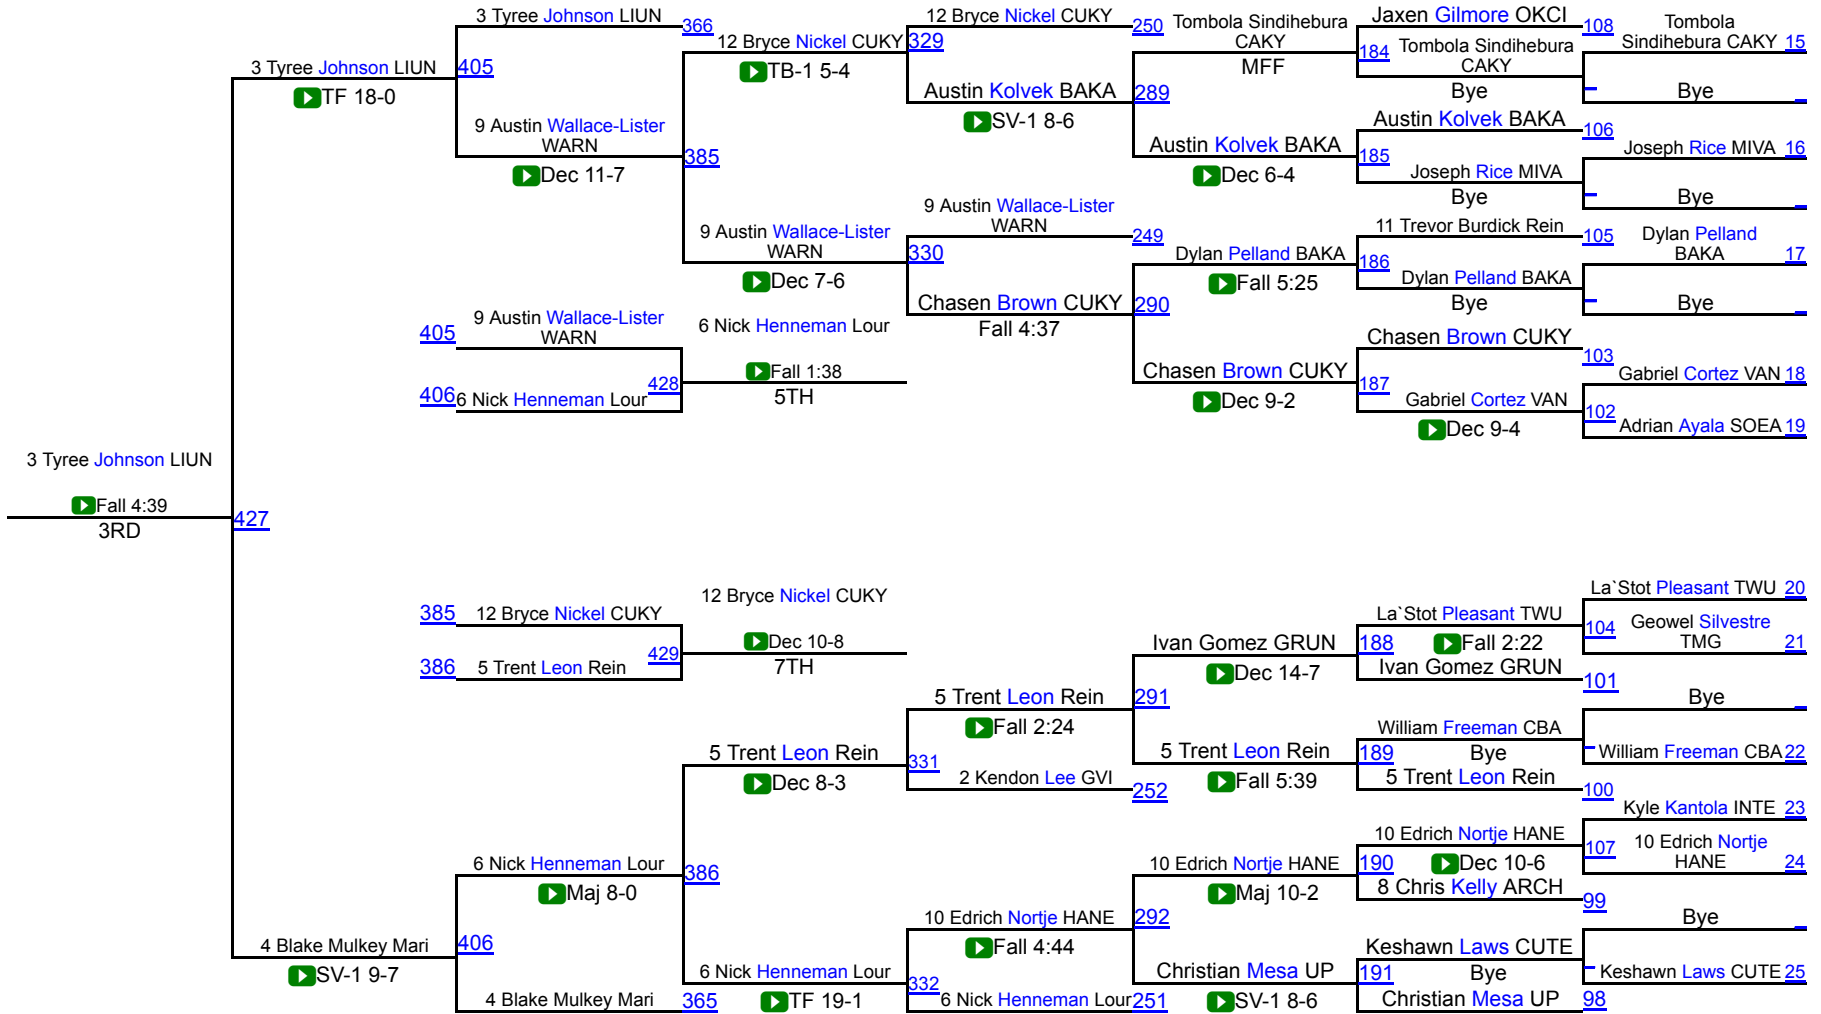 3 Tyree Johnson LIUN
366
12 Bryce Nickel CUKY
250
Tombola Sindihebura
CAKY
MFF
Jaxen Gilmore OKCI
108
Tombola
Sindihebura CAKY 15
12 Bryce Nickel CUKY
329
TB-1 5-4
184
Tombola Sindihebura
CAKY
Bye
Bye
3 Tyree Johnson LIUN
405
TF 18-0
Austin Kolvek BAKA
289
SV-1 8-6
Austin Kolvek BAKA
106
9 Austin Wallace-Lister
WARN
385
Dec 11-7
Austin Kolvek BAKA
185
Dec 6-4
Joseph Rice MIVA
Bye
Joseph Rice MIVA 16
Bye
9 Austin Wallace-Lister
WARN
249
11 Trevor Burdick Rein
105
Dylan Pelland
BAKA
17
9 Austin Wallace-Lister
WARN
330
Dec 7-6
Dylan Pelland BAKA
186
Fall 5:25
Dylan Pelland BAKA
Bye
Bye
Chasen Brown CUKY
290
Fall 4:37
405
9 Austin Wallace-Lister
WARN
6 Nick Henneman Lour
Fall 1:38
5TH
428
406
6 Nick Henneman Lour
Chasen Brown CUKY
103
Chasen Brown CUKY
187
Dec 9-2
Gabriel Cortez VAN 18
Gabriel Cortez VAN
102
Dec 9-4
Adrian Ayala SOEA 19
3 Tyree Johnson LIUN
Fall 4:39
3RD
427
385
12 Bryce Nickel CUKY
12 Bryce Nickel CUKY
Dec 10-8
7TH
429
386
5 Trent Leon Rein
La`Stot Pleasant TWU 20
La`Stot Pleasant TWU
104
Geowel Silvestre
TMG
21
Fall 2:22
Ivan Gomez GRUN
188
Dec 14-7
Ivan Gomez GRUN
101
Bye
5 Trent Leon Rein
291
Fall 2:24
William Freeman CBA
Bye
William Freeman CBA 22
5 Trent Leon Rein
331
Dec 8-3
5 Trent Leon Rein
189
Fall 5:39
5 Trent Leon Rein
100
2 Kendon Lee GVI
252
Kyle Kantola INTE 23
10 Edrich Nortje HANE
107
10 Edrich Nortje
HANE
24
Dec 10-6
6 Nick Henneman Lour
386
Maj 8-0
10 Edrich Nortje HANE
190
Maj 10-2
8 Chris Kelly ARCH
99
10 Edrich Nortje HANE
292
Fall 4:44
Bye
4 Blake Mulkey Mari
406
SV-1 9-7
Keshawn Laws CUTE
Bye
Keshawn Laws CUTE 25
6 Nick Henneman Lour
332
TF 19-1
Christian Mesa UP
191
SV-1 8-6
4 Blake Mulkey Mari
365
6 Nick Henneman Lour
251
Christian Mesa UP
98